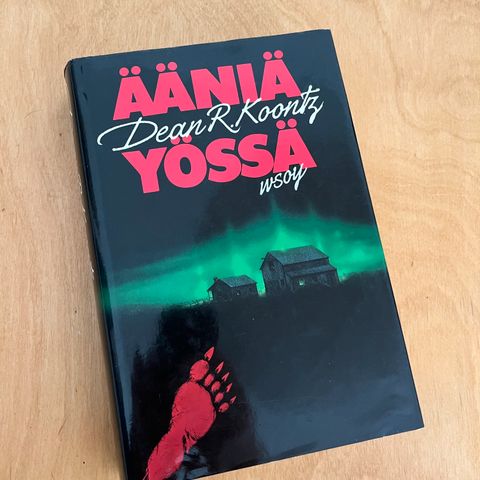 ÄÄNIÄ
Dean R. Koontz
YÖSSÄ
wsoy